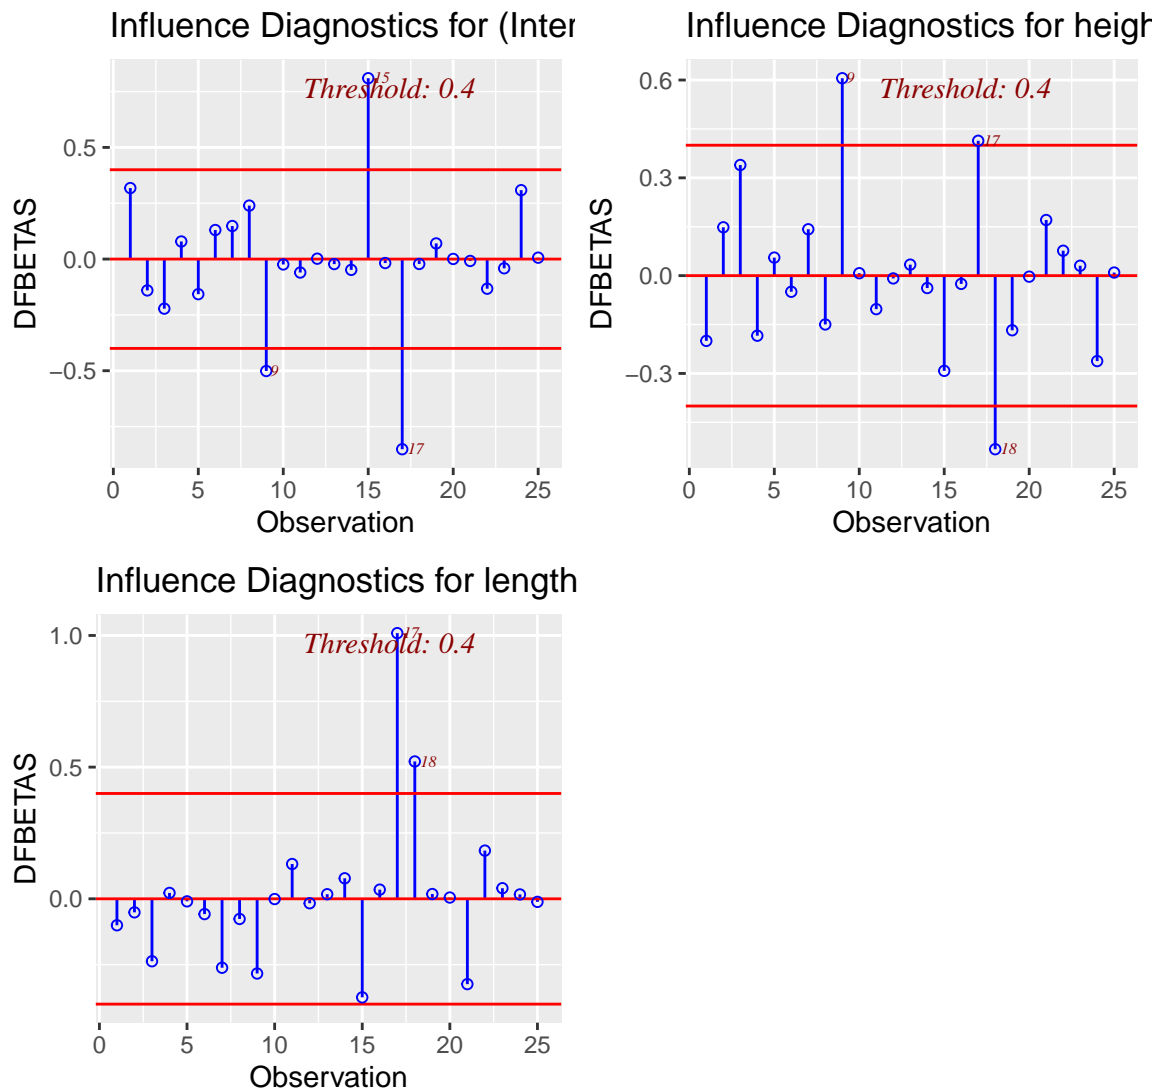 Influence Diagnostics for (Inter
DFBETAS
0.5
0.0
−0.5
Threshold: 0.4
15
9
17
0 5 10 15 20 25
Observation
Influence Diagnostics for heigh
DFBETAS
0.6
0.3
0.0
−0.3
Threshold: 0.4
9
17
18
0 5 10 15 20 25
Observation
Influence Diagnostics for length
DFBETAS
1.0
0.5
0.0
Threshold: 0.4
17
18
0 5 10 15 20 25
Observation